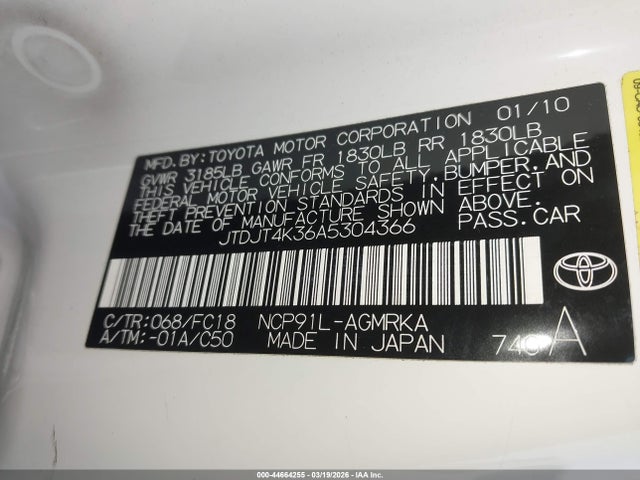 01/10
MFD.BY:TOYOTA MOTOR CORPORATION
GVWR 3185LB GAWR FR 1830LB RR 1830LB
THIS VEHICLE CONFORMS TO ALL APPLICABLE
FEDERAL MOTOR VEHICLE SAFETY,BUMPER,AND
THEFT PREVENTION STANDARDS IN EFFECT ON
THE DATE OF MANUFACTURE SHOWN ABOVE.
JTDJT4K36A5304366 PASS.CAR
C/TR:068/FC18 NCP91L-AGMRKA
A/TM:-01A/C50 MADE IN JAPAN A
000-44664255 - 03/19/2026 - IAA Inc.